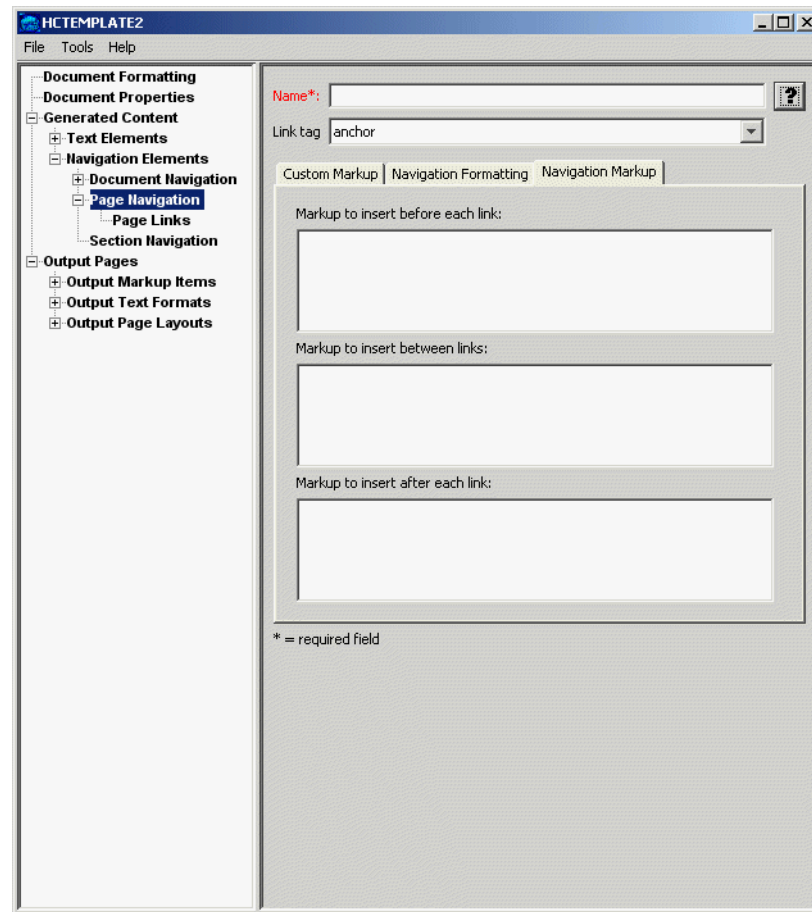 HCTEMPLATE2
File Tools Help
Document Formatting
Document Properties
Generated Content
Text Elements
Navigation Elements
Document Navigation
Page Navigation
Page Links
Section Navigation
Output Pages
Output Markup Items
Output Text Formats
Output Page Layouts
Name*:
?
Link tag anchor
Custom Markup Navigation Formatting Navigation Markup
Markup to insert before each link:
Markup to insert between links:
Markup to insert after each link:
* = required field